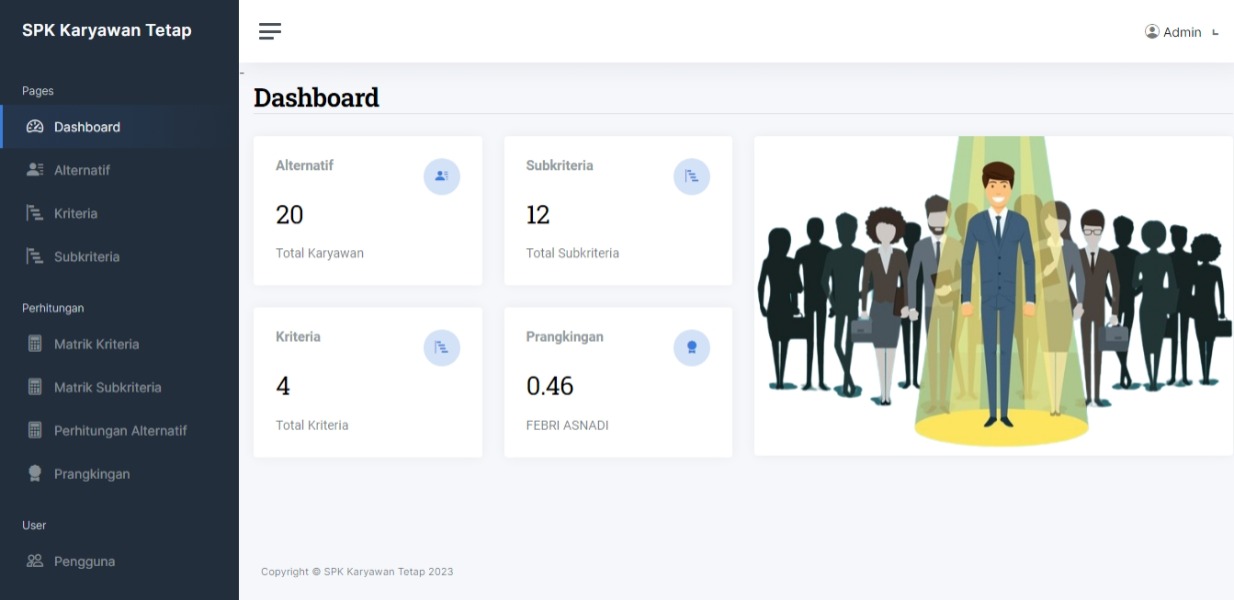 SPK Karyawan Tetap
Admin
Pages
Dashboard
Alternatif
Kriteria
Subkriteria
Perhitungan
Matrik Kriteria
Matrik Subkriteria
Perhitungan Alternatif
Prangkingan
User
Pengguna
Dashboard
Alternatif
20
Total Karyawan
Subkriteria
12
Total Subkriteria
Kriteria
4
Total Kriteria
Prangkingan
0.46
FEBRI ASNADI
Copyright © SPK Karyawan Tetap 2023